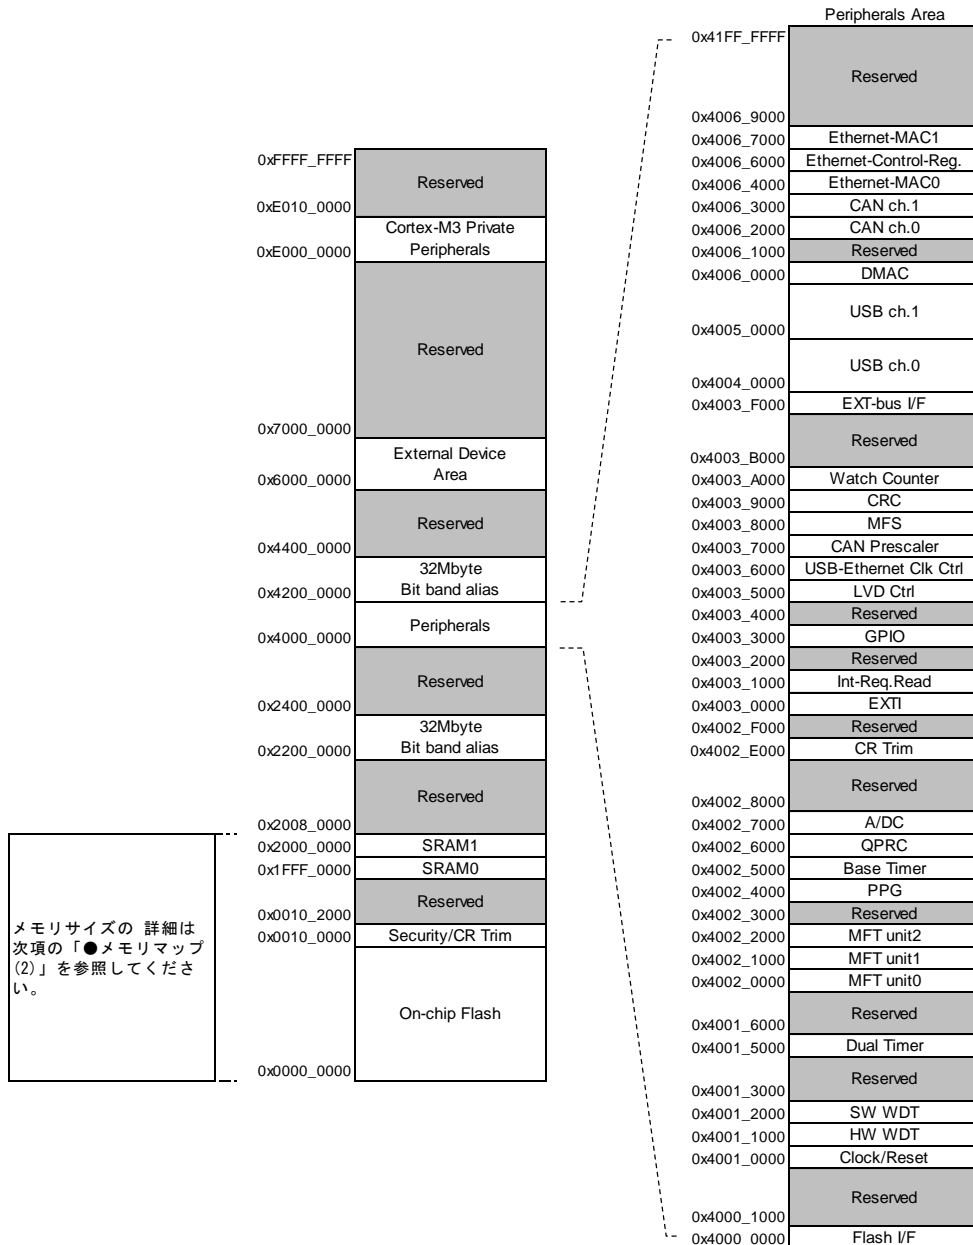 メモリサイズの 詳細は
次項の「●メモリマップ
(2)」を参照してくださ
い。
0xFFFF_FFFF
Reserved
0xE010_0000
Cortex-M3 Private
Peripherals
0xE000_0000
Reserved
0x7000_0000
External Device
Area
0x6000_0000
Reserved
0x4400_0000
32Mbyte
Bit band alias
0x4200_0000
Peripherals
0x4000_0000
Reserved
0x2400_0000
32Mbyte
Bit band alias
0x2200_0000
Reserved
0x2008_0000
SRAM1
0x2000_0000
SRAM0
0x1FFF_0000
Reserved
0x0010_2000
Security/CR Trim
0x0010_0000
On-chip Flash
0x0000_0000
Peripherals Area
0x41FF_FFFF
Reserved
0x4006_9000
Ethernet-MAC1
0x4006_7000
Ethernet-Control-Reg.
0x4006_6000
Ethernet-MAC0
0x4006_4000
CAN ch.1
0x4006_3000
CAN ch.0
0x4006_2000
Reserved
0x4006_1000
DMAC
0x4006_0000
USB ch.1
0x4005_0000
USB ch.0
0x4004_0000
EXT-bus I/F
0x4003_F000
Reserved
0x4003_B000
Watch Counter
0x4003_A000
CRC
0x4003_9000
MFS
0x4003_8000
CAN Prescaler
0x4003_7000
USB-Ethernet Clk Ctrl
0x4003_6000
LVD Ctrl
0x4003_5000
Reserved
0x4003_4000
GPIO
0x4003_3000
Reserved
0x4003_2000
Int-Req.Read
0x4003_1000
EXTI
0x4003_0000
Reserved
0x4002_F000
CR Trim
0x4002_E000
Reserved
0x4002_8000
A/DC
0x4002_7000
QPRC
0x4002_6000
Base Timer
0x4002_5000
PPG
0x4002_4000
Reserved
0x4002_3000
MFT unit2
0x4002_2000
MFT unit1
0x4002_1000
MFT unit0
0x4002_0000
Reserved
0x4001_6000
Dual Timer
0x4001_5000
Reserved
0x4001_3000
SW WDT
0x4001_2000
HW WDT
0x4001_1000
Clock/Reset
0x4001_0000
Reserved
0x4000_1000
Flash I/F
0x4000_0000